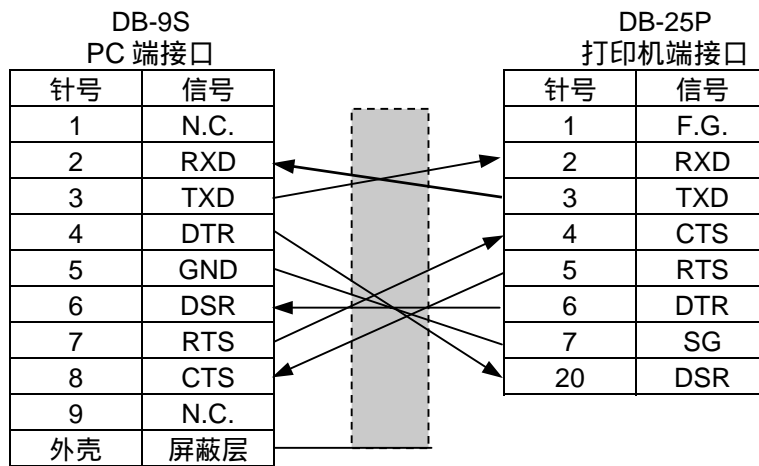 DB-9S
PC 端接口
针号 信号
1 N.C.
2 RXD
3 TXD
4 DTR
5 GND
6 DSR
7 RTS
8 CTS
9 N.C.
外壳 屏蔽层
DB-25P
打印机端接口
针号 信号
1 F.G.
2 RXD
3 TXD
4 CTS
5 RTS
6 DTR
7 SG
20 DSR